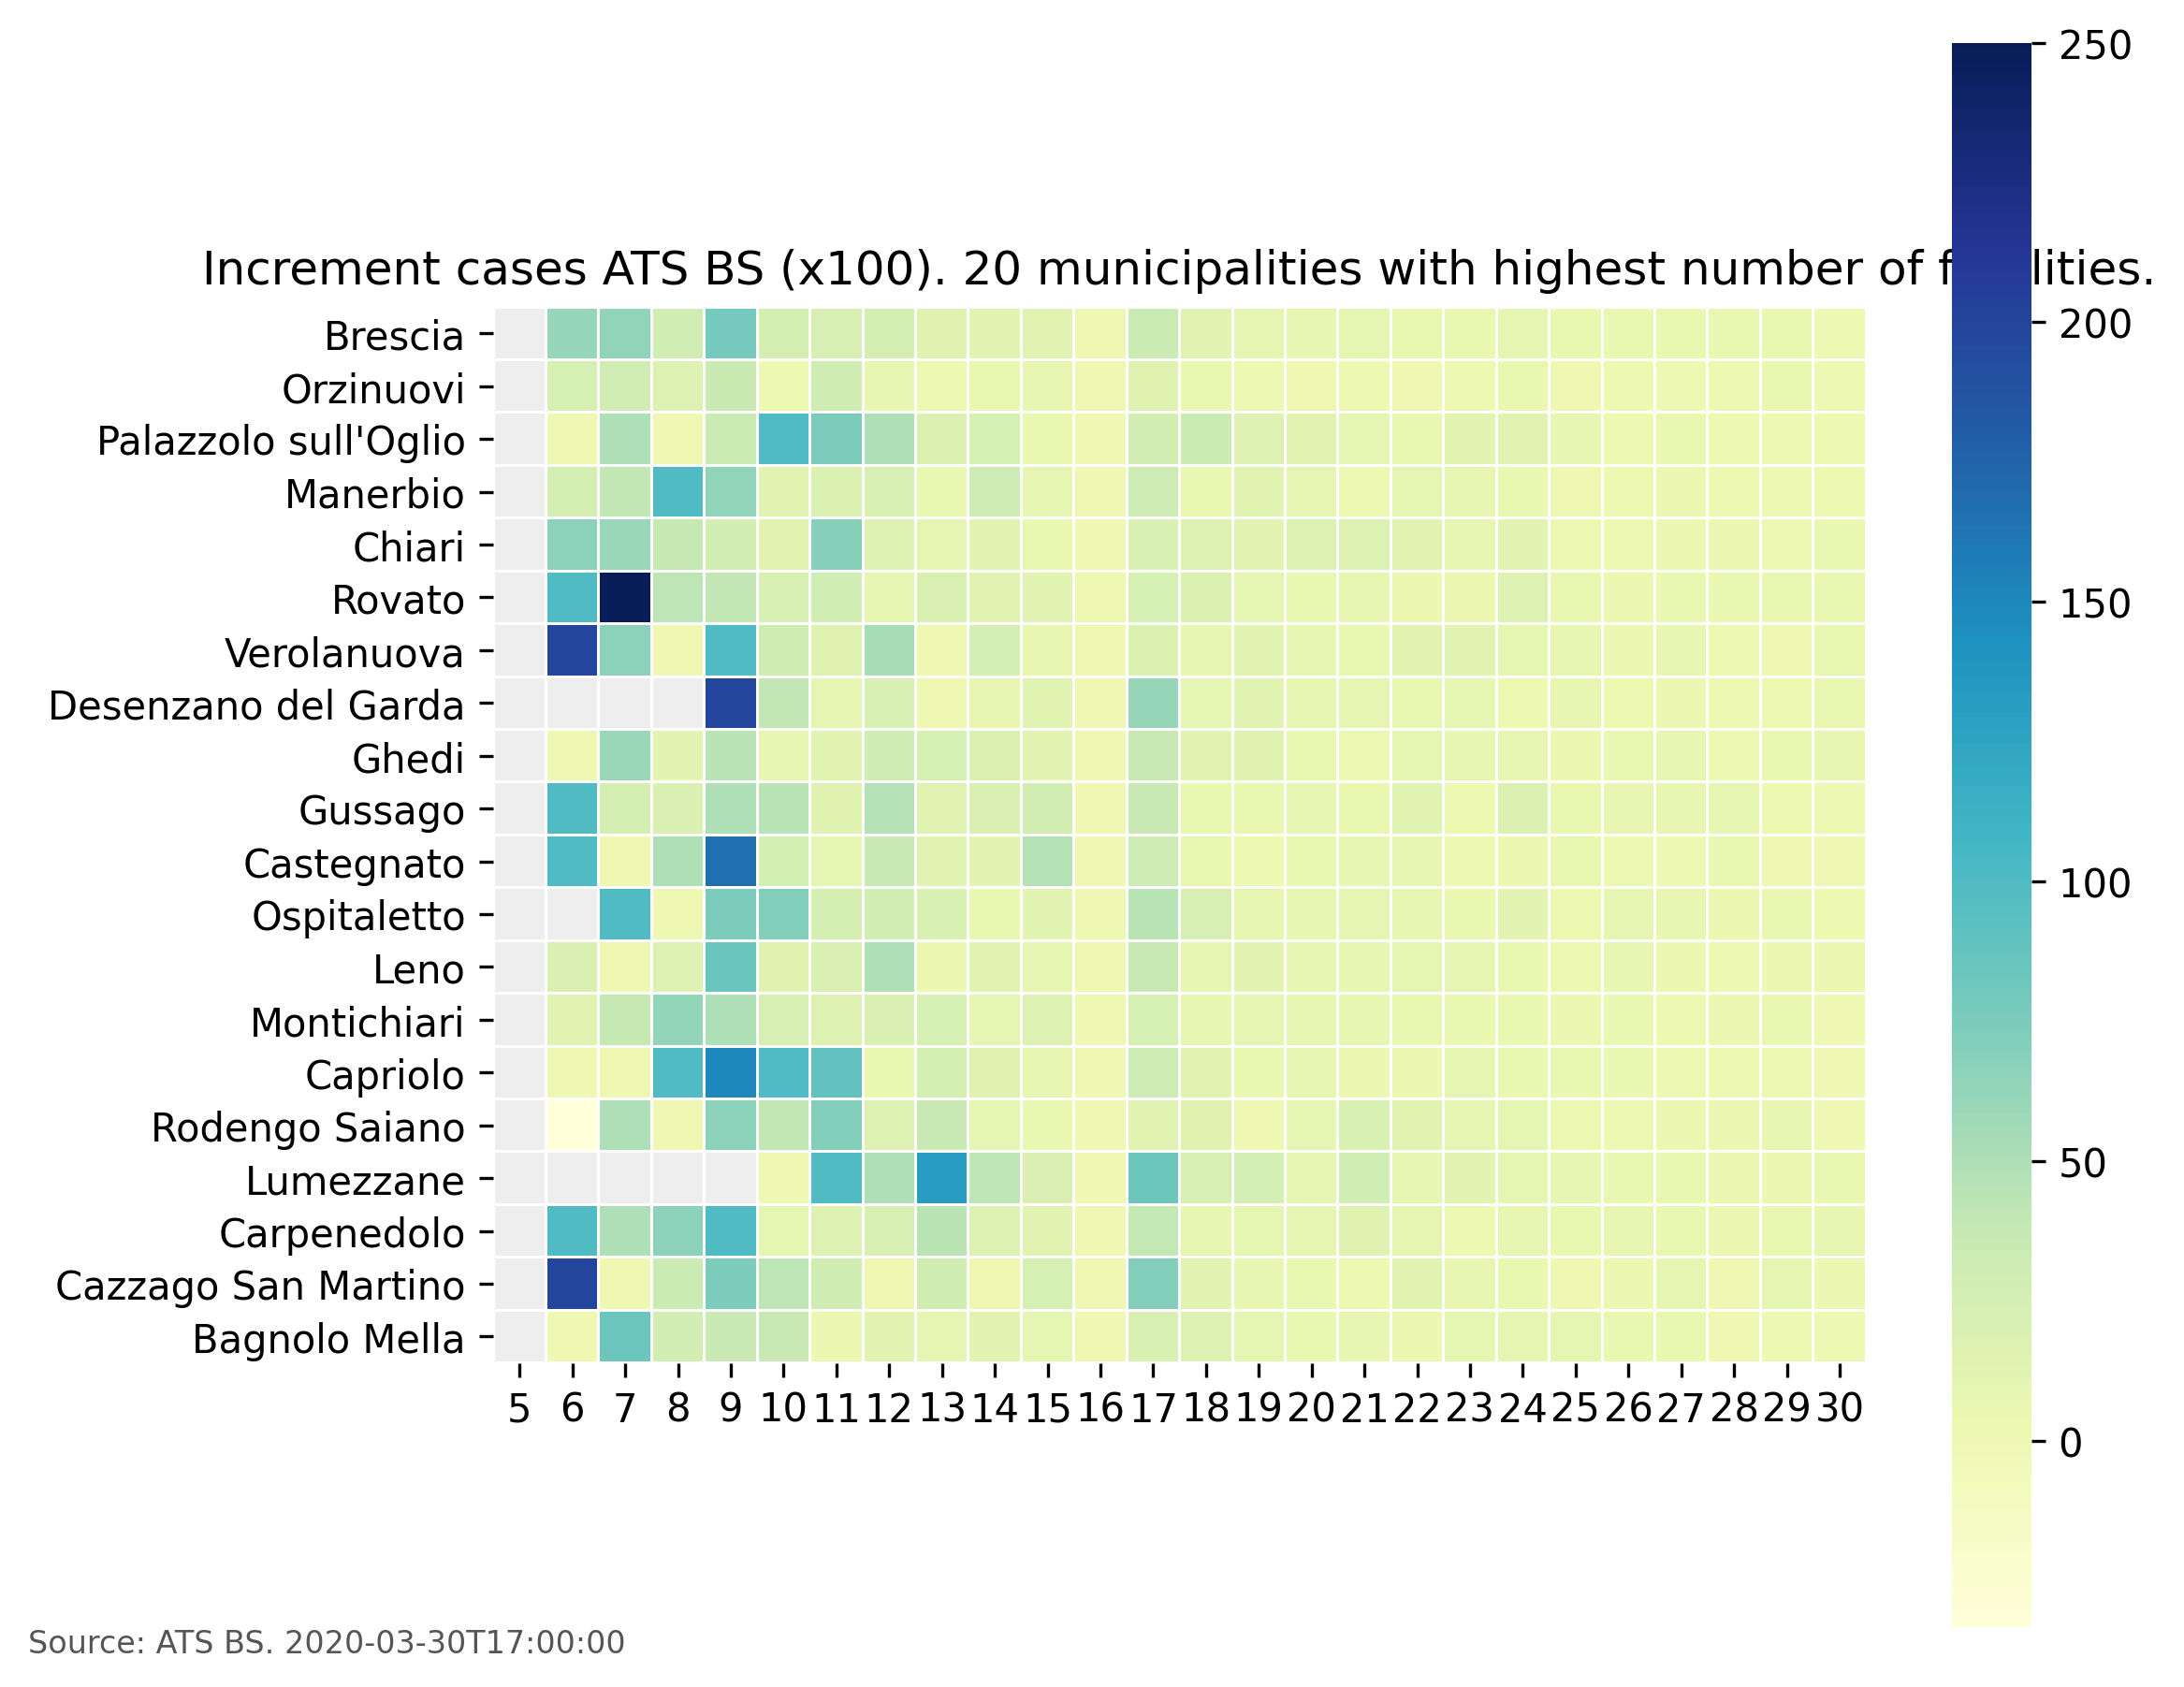 Increment cases ATS BS (x100). 20 municipalities with highest number of f lities.
Brescia
Orzinuovi
Palazzolo sull'Oglio
Manerbio
Chiari
Rovato
Verolanuova
Desenzano del Garda
Ghedi
Gussago
Castegnato
Ospitaletto
Leno
Montichiari
Capriolo
Rodengo Saiano
Lumezzane
Carpenedolo
Cazzago San Martino
Bagnolo Mella
5 6 7 8 9 10 11 12 13 14 15 16 17 18 19 20 21 22 23 24 25 26 27 28 29 30
250
200
150
100
50
0
Source: ATS BS. 2020-03-30T17:00:00